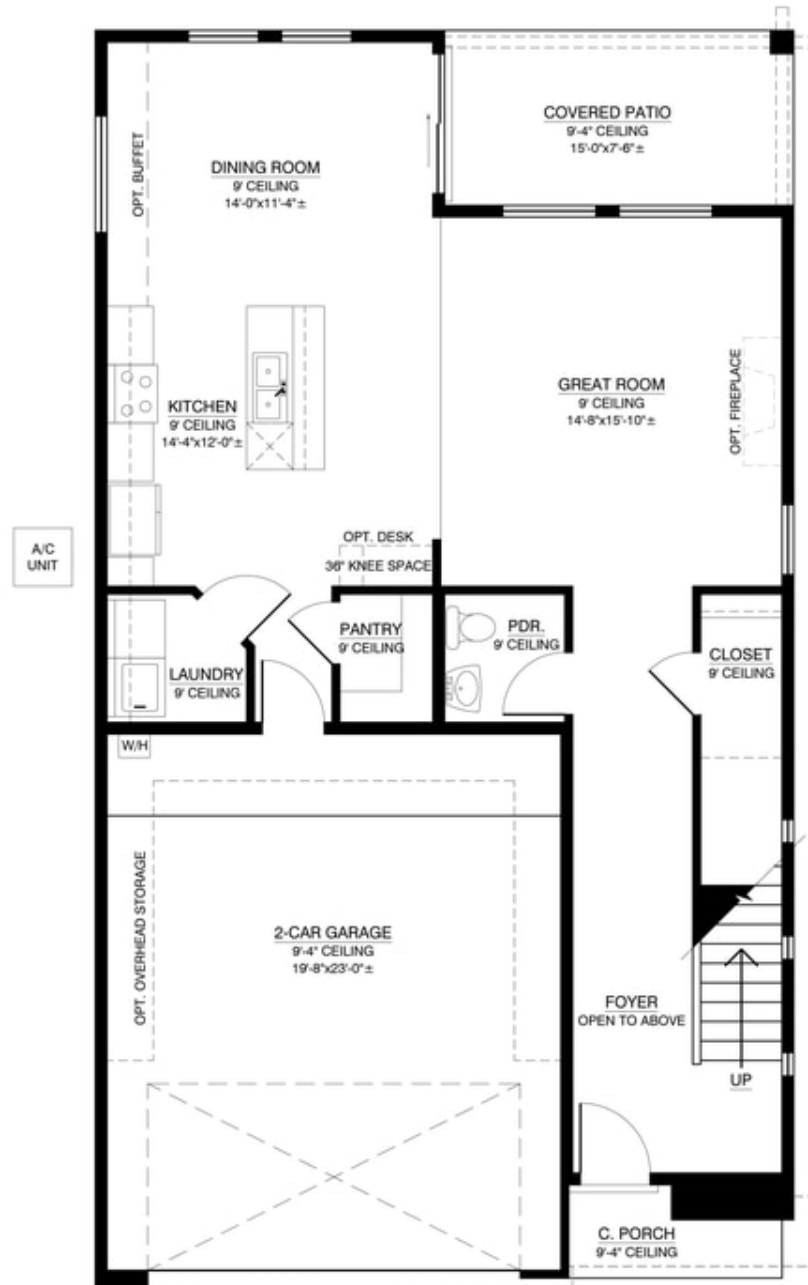 COVERED PATIO
9'-4" CEILING
15'-0"x7'-6"±
OPT. BUFFET
DINING ROOM
9' CEILING
14'-0"x11'-4"±
KITCHEN
9' CEILING
14'-4"x12'-0"±
GREAT ROOM
9' CEILING
14'-8"x15'-10"±
OPT. FIREPLACE
A/C
UNIT
OPT. DESK
36" KNEE SPACE
LAUNDRY
9' CEILING
PANTRY
9' CEILING
PDR.
9' CEILING
CLOSET
9' CEILING
W/H
OPT. OVERHEAD STORAGE
2-CAR GARAGE
9'-4" CEILING
19'-8"x23'-0"±
FOYER
OPEN TO ABOVE
UP
C. PORCH
9'-4" CEILING